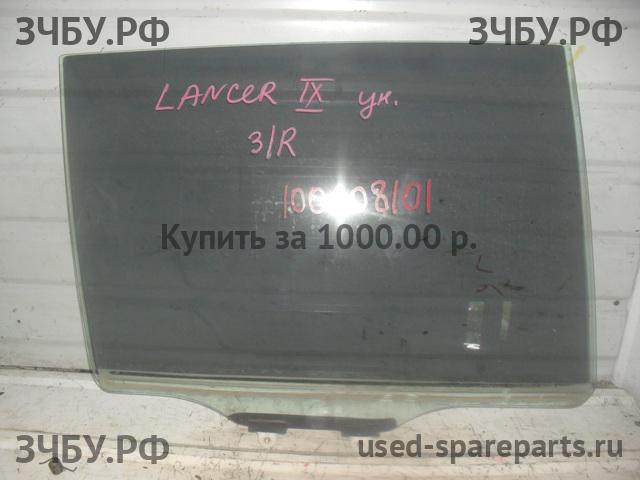 ЗЧБУ.РФ ЗЧБУ.РФ
LANCER IX ун.
З/R
Купить за 1000.00 р.
ЗЧБУ.РФ
used-spareparts.ru